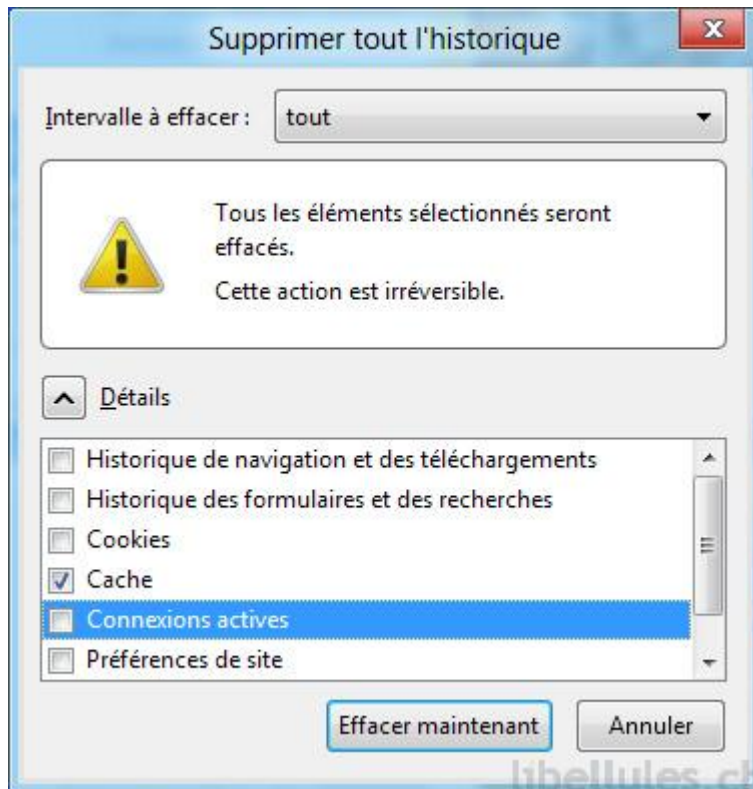 Supprimer tout l'historique
Intervalle à effacer : tout
Tous les éléments sélectionnés seront
effacés.
Cette action est irréversible.
Détails
Historique de navigation et des téléchargements
Historique des formulaires et des recherches
Cookies
Cache
Connexions actives
Préférences de site
Effacer maintenant Annuler
libellules.ch